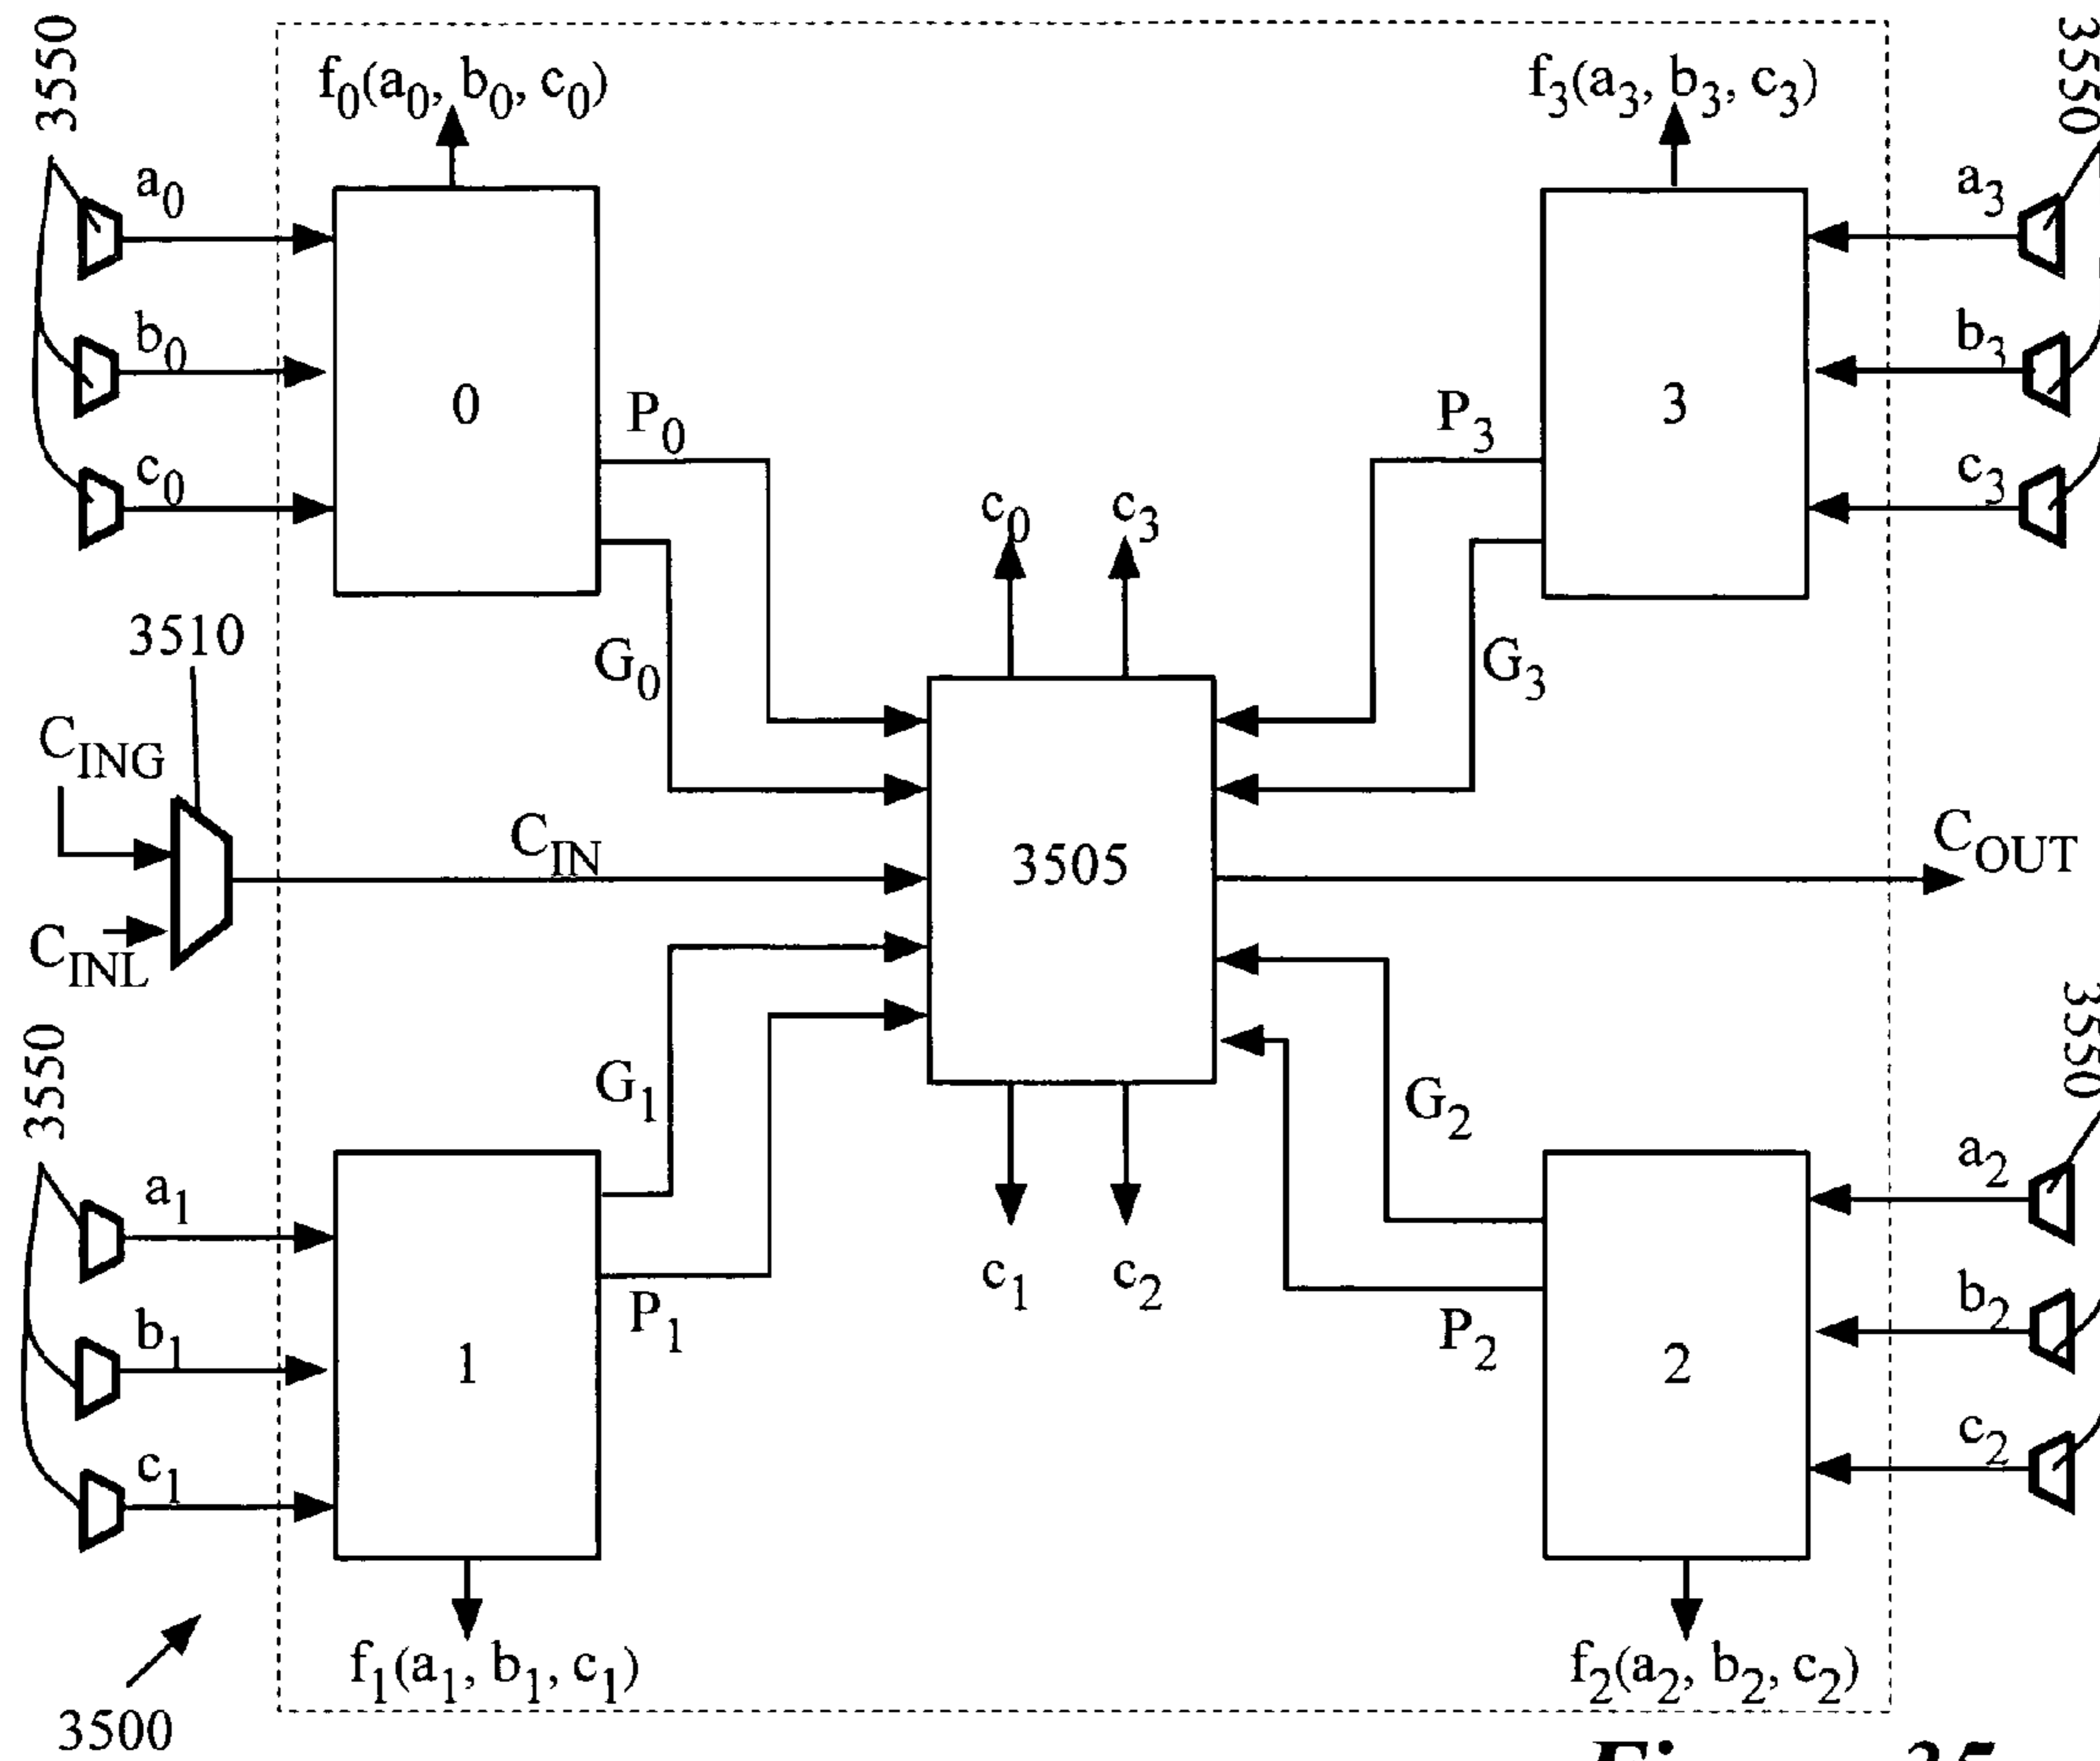 3550
3550
f0(a0, b0, c0)
f3(a3, b3, c3)
a0
a3
b0
b3
0
3
P0
P3
c0
c3
c0
c3
3510
G0
G3
CING
CIN
3505
COUT
CINL
3550
3550
G1
G2
a1
a2
c1
c2
b1
b2
P1
P2
1
2
c1
c2
f1(a1, b1, c1)
f2(a2, b2, c2)
3500